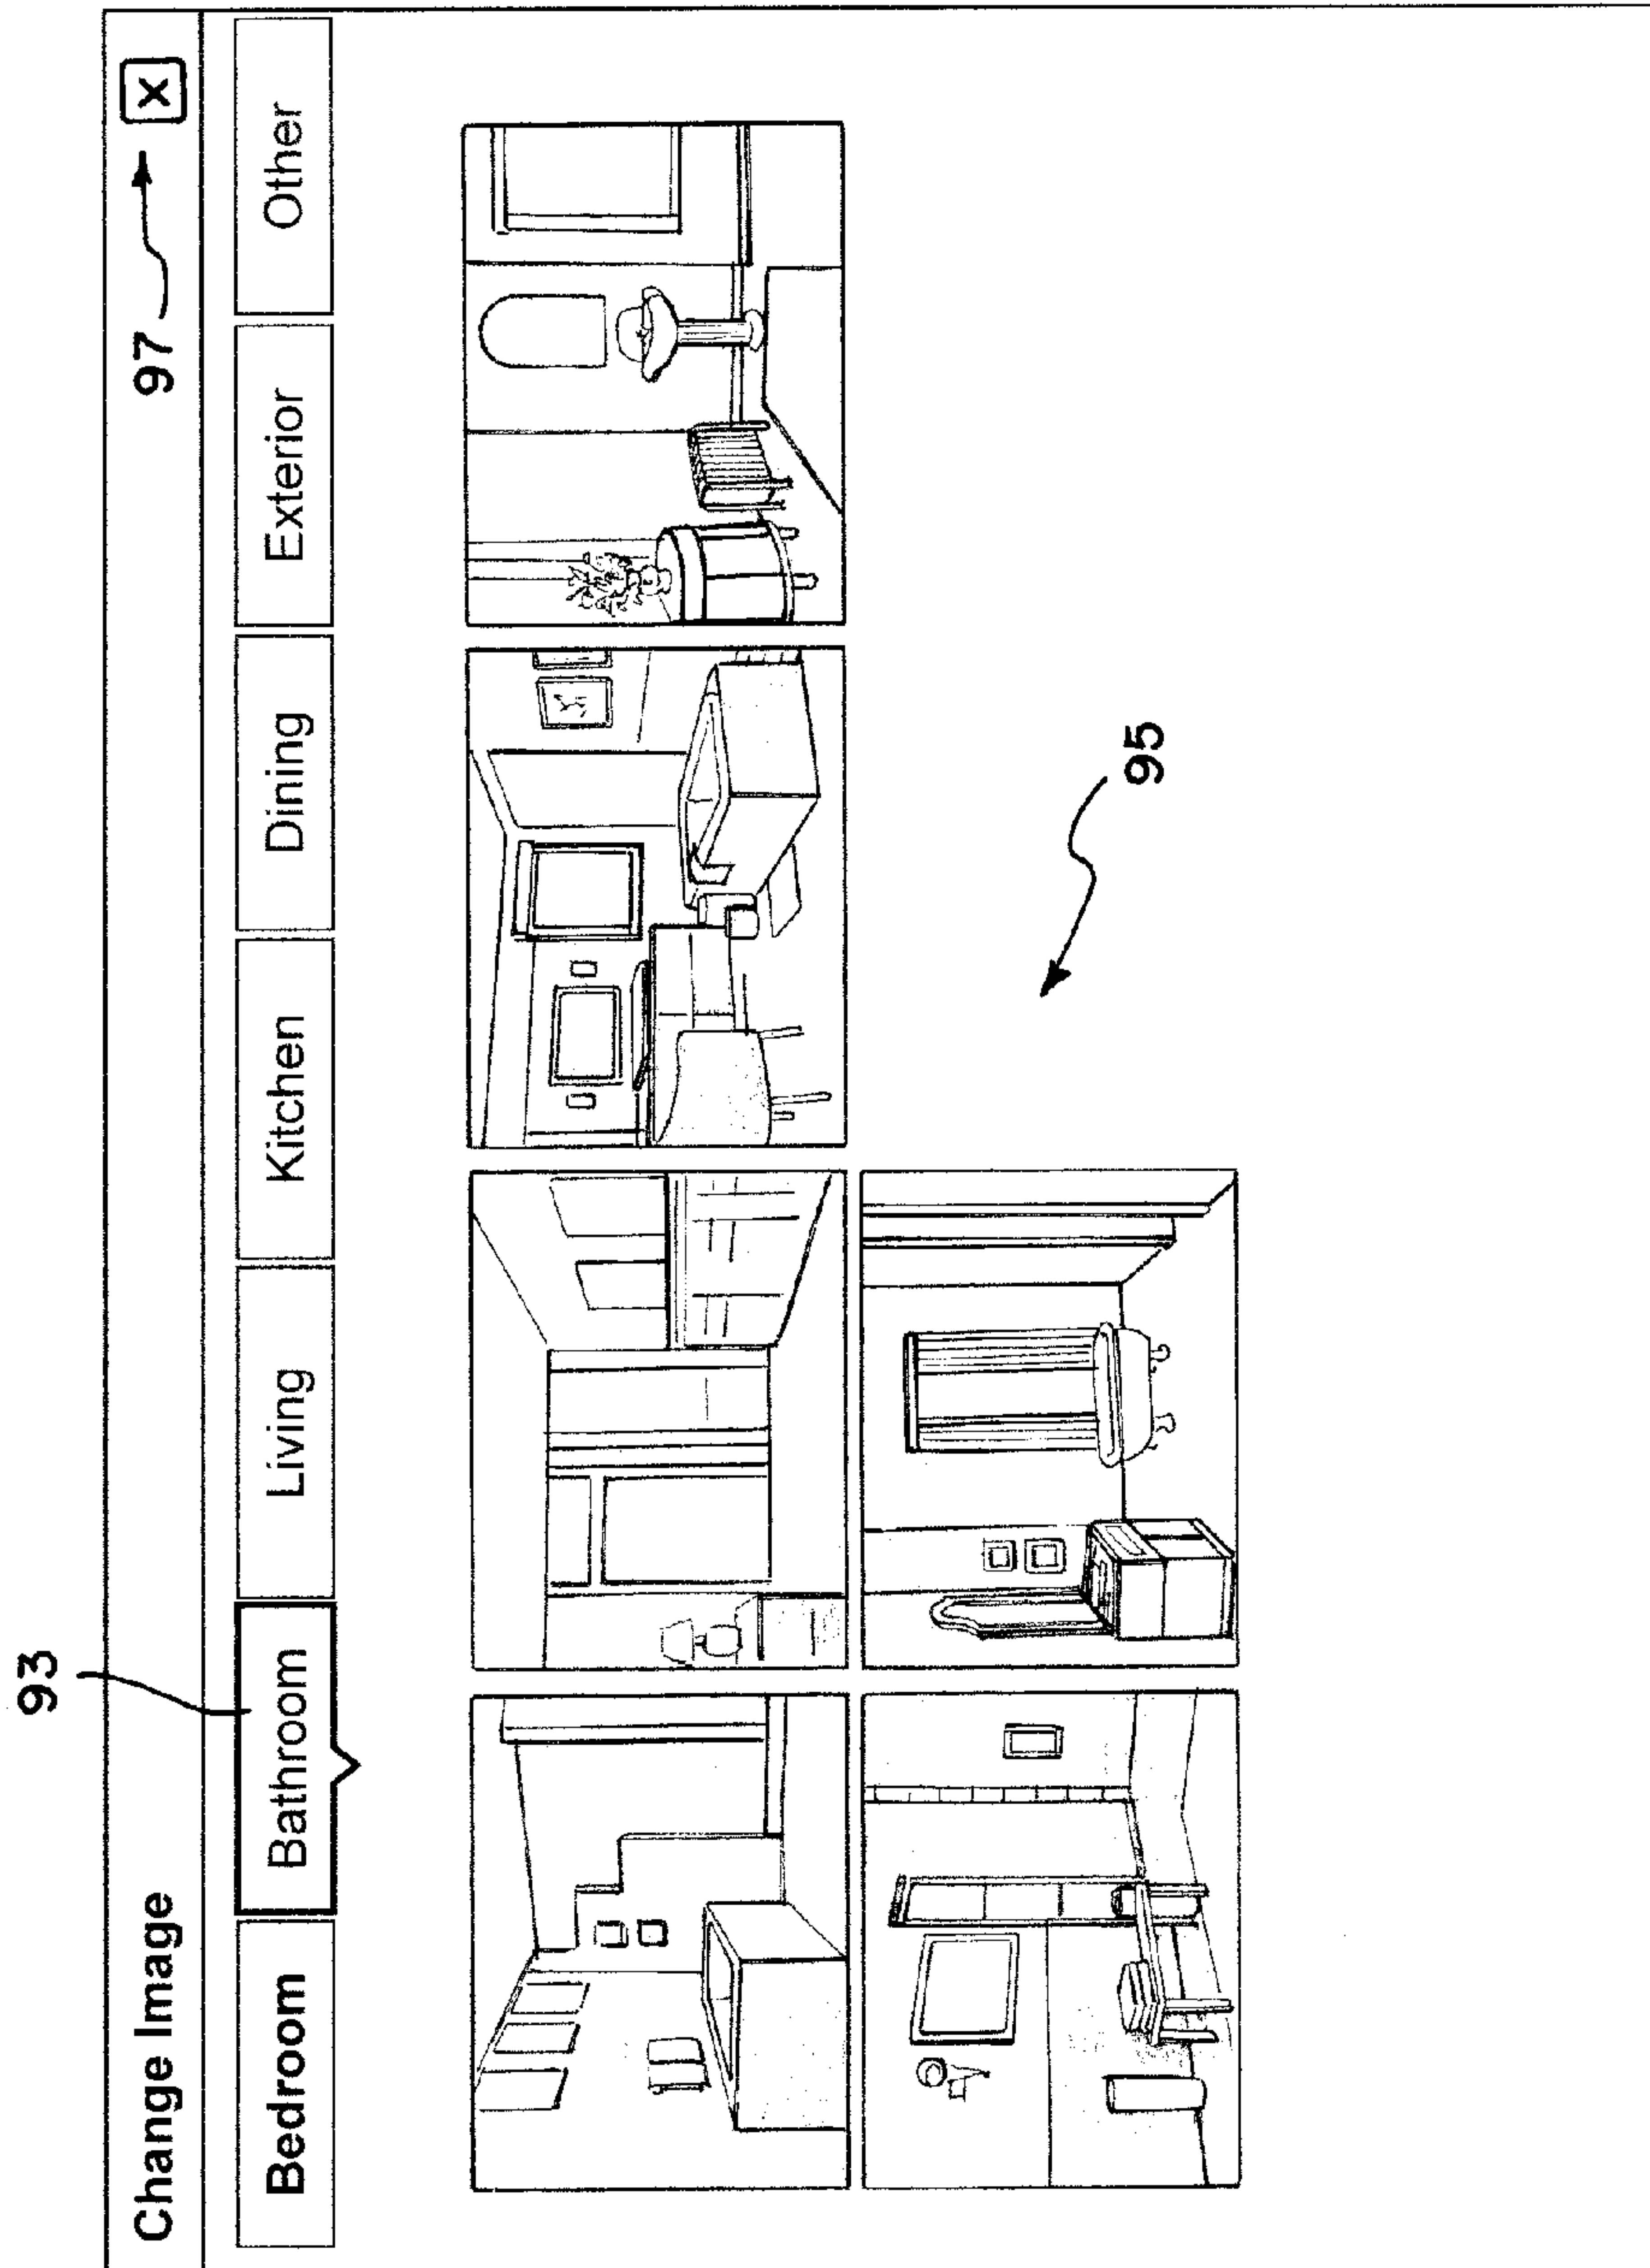 93
Change Image
97
X
Bedroom
Bathroom
Living
Kitchen
Dining
Exterior
Other
95